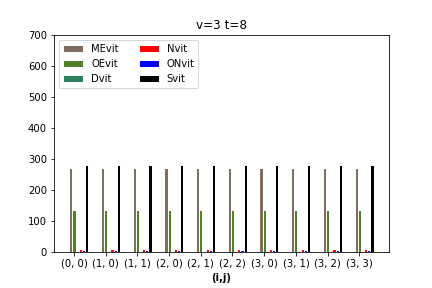 v=3 t=8
700
600
500
400
300
200
100
0
MEvit
OEvit
Dvit
Nvit
ONvit
Svit
(0, 0) (1, 0) (1, 1) (2, 0) (2, 1) (2, 2) (3, 0) (3, 1) (3, 2) (3, 3)
(i,j)